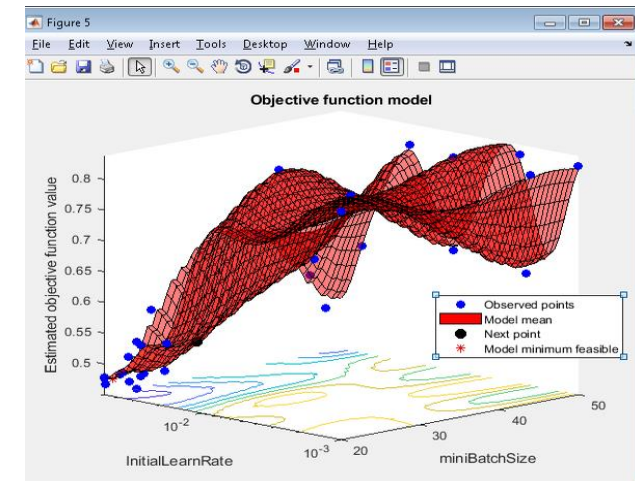 Figure 5
File Edit View Insert Tools Desktop Window Help
Objective function model
Estimated objective function value
0.8
0.75
0.7
0.65
0.6
0.55
0.5
Observed points
Model mean
Next point
Model minimum feasible
10-2
10-3
20
30
40
50
InitialLearnRate
miniBatchSize